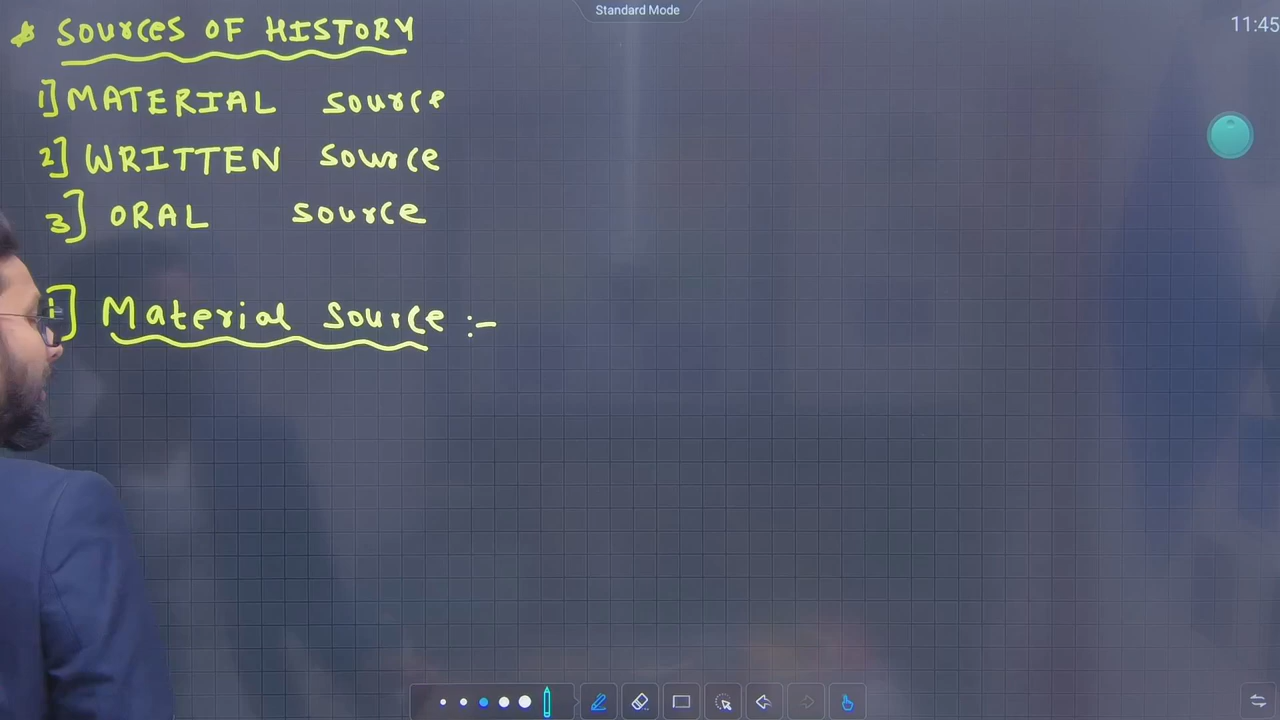 Standard Mode
11:45
* Sources OF HISTORY
1] MATERIAL source
2] WRITTEN source
3] ORAL source
1] Material source :-